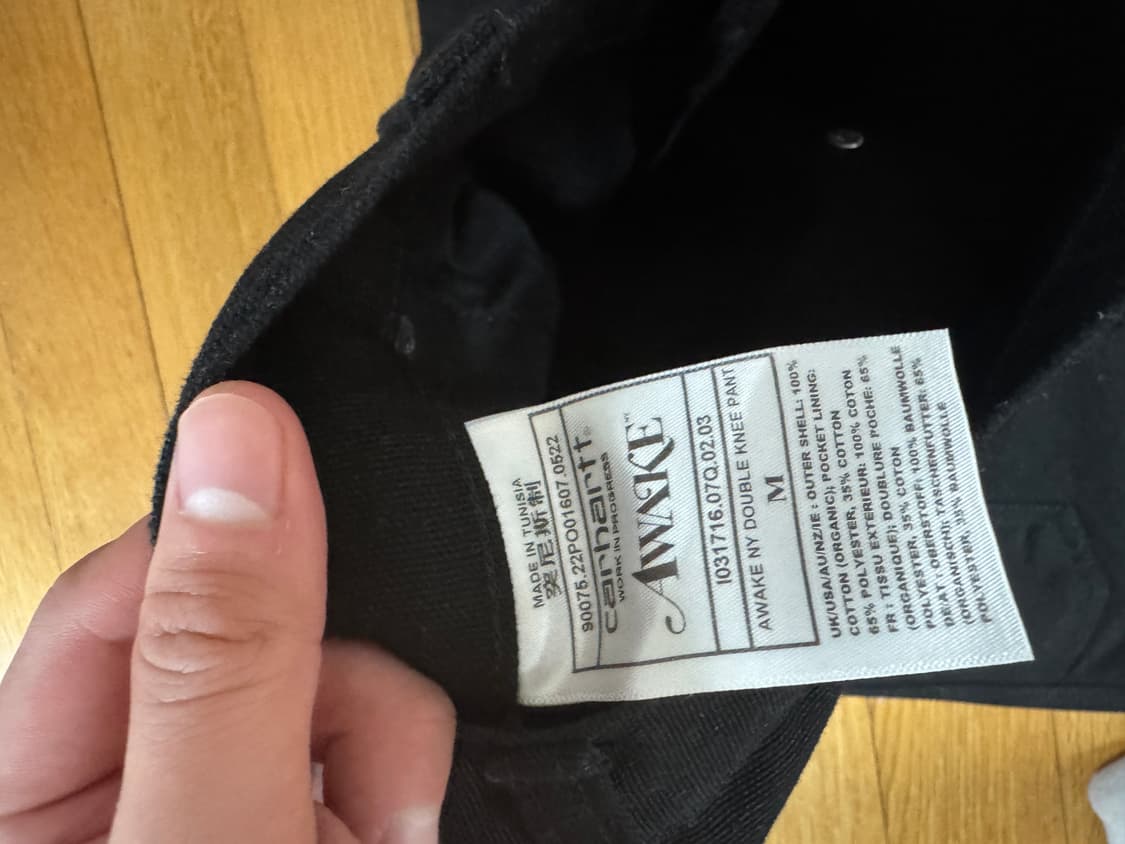 MADE IN TUNISIA
突尼斯制
90075.22PO01607.0522
carhartt®
WORK IN PROGRESS
AWAKE NY
I031716.07Q.02.03
AWAKE NY DOUBLE KNEE PANT
M
UK/USA/AU/NZ/IE : OUTER SHELL: 100%
COTTON (ORGANIC); POCKET LINING:
65% POLYESTER, 35% COTTON
FR : TISSU EXTERIEUR: 100% COTON
(ORGANIQUE); DOUBLURE POCHE: 65%
POLYESTER, 35% COTON
DE/AT : OBERSTOFF: 100% BAUMWOLLE
(ORGANISCH); TASCHENFUTTER: 65%
POLYESTER, 35% BAUMWOLLE